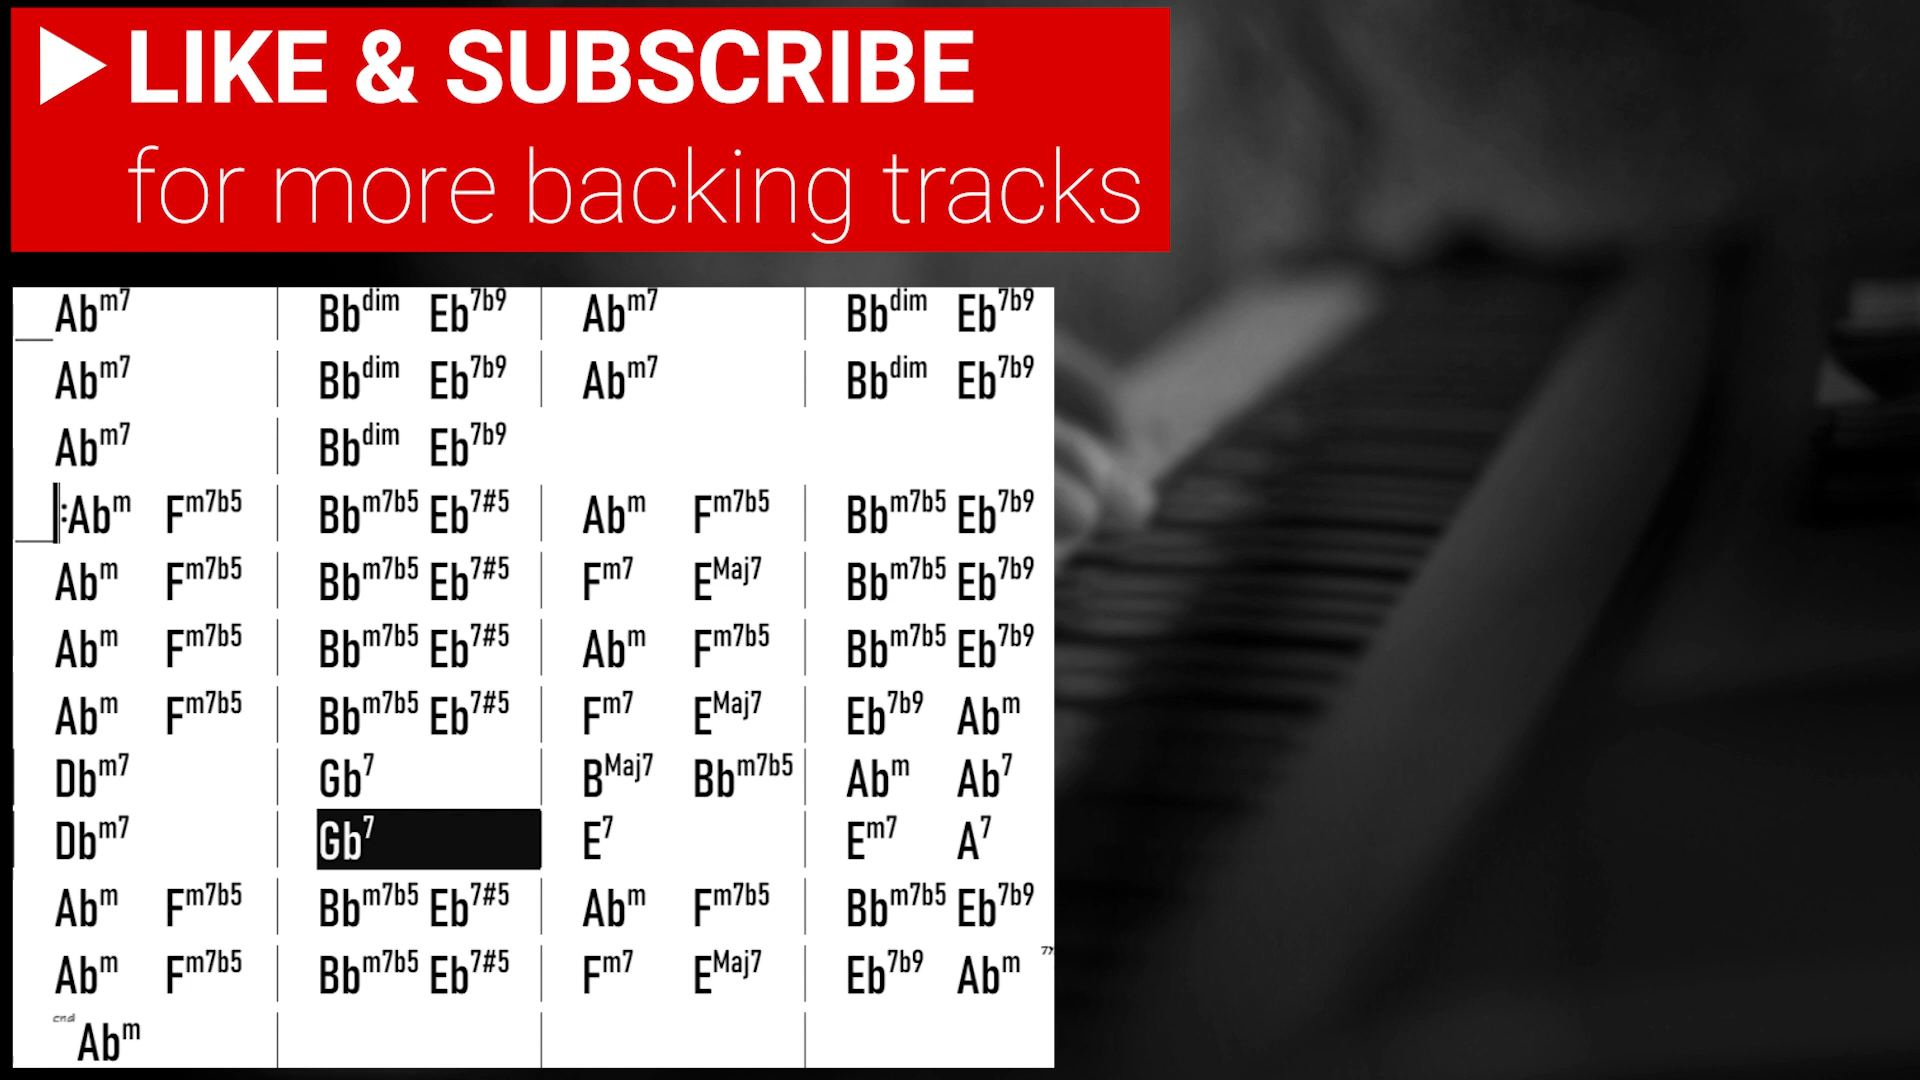 LIKE & SUBSCRIBE
for more backing tracks
Abm7 Bbdim Eb7b9 Abm7 Bbdim Eb7b9
Abm7 Bbdim Eb7b9 Abm7 Bbdim Eb7b9
Abm7 Bbdim Eb7b9
:Abm Fm7b5 Bbm7b5 Eb7#5 Abm Fm7b5 Bbm7b5 Eb7b9
Abm Fm7b5 Bbm7b5 Eb7#5 Fm7 EMaj7 Bbm7b5 Eb7b9
Abm Fm7b5 Bbm7b5 Eb7#5 Abm Fm7b5 Bbm7b5 Eb7b9
Abm Fm7b5 Bbm7b5 Eb7#5 Fm7 EMaj7 Eb7b9 Abm
Dbm7 Gb7 BMaj7 Bbm7b5 Abm Ab7
Dbm7 Gb7 E7 Em7 A7
Abm Fm7b5 Bbm7b5 Eb7#5 Abm Fm7b5 Bbm7b5 Eb7b9
Abm Fm7b5 Bbm7b5 Eb7#5 Fm7 EMaj7 Eb7b9 Abm
end Abm